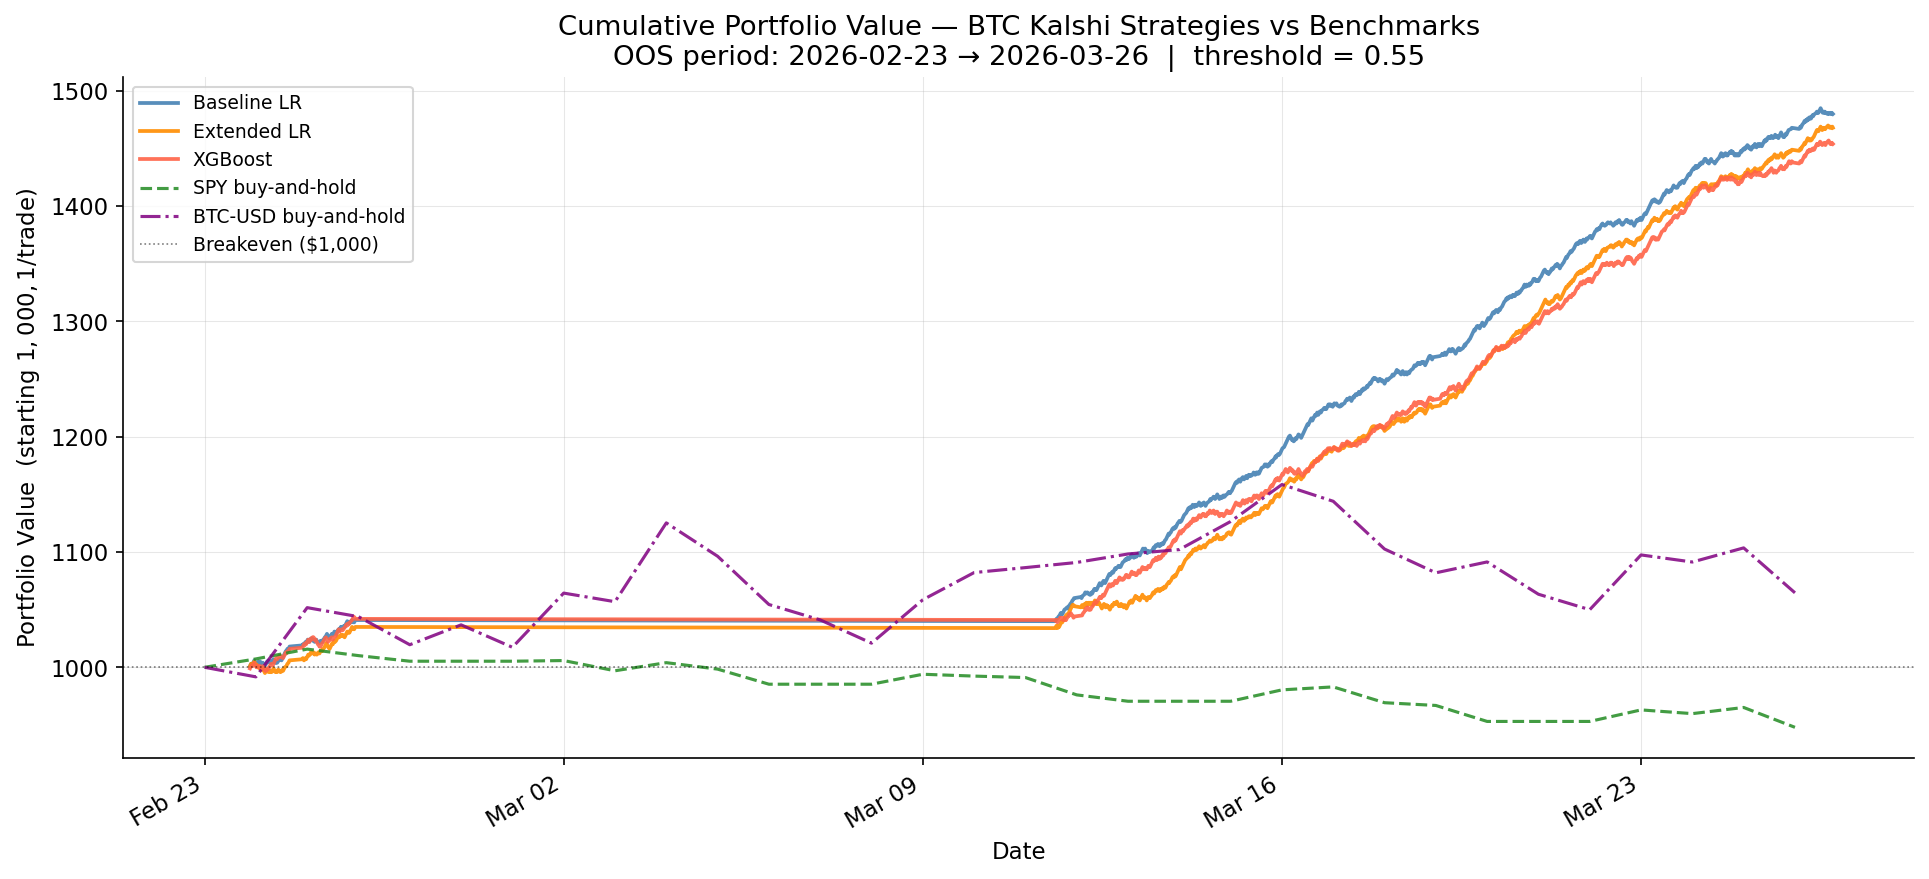 Cumulative Portfolio Value — BTC Kalshi Strategies vs Benchmarks
OOS period: 2026-02-23 → 2026-03-26 | threshold = 0.55
Baseline LR
Extended LR
XGBoost
SPY buy-and-hold
BTC-USD buy-and-hold
Breakeven ($1,000)
Portfolio Value (starting 1,000,1/trade)
1500
1400
1300
1200
1100
1000
Feb 23
Mar 02
Mar 09
Mar 16
Mar 23
Date